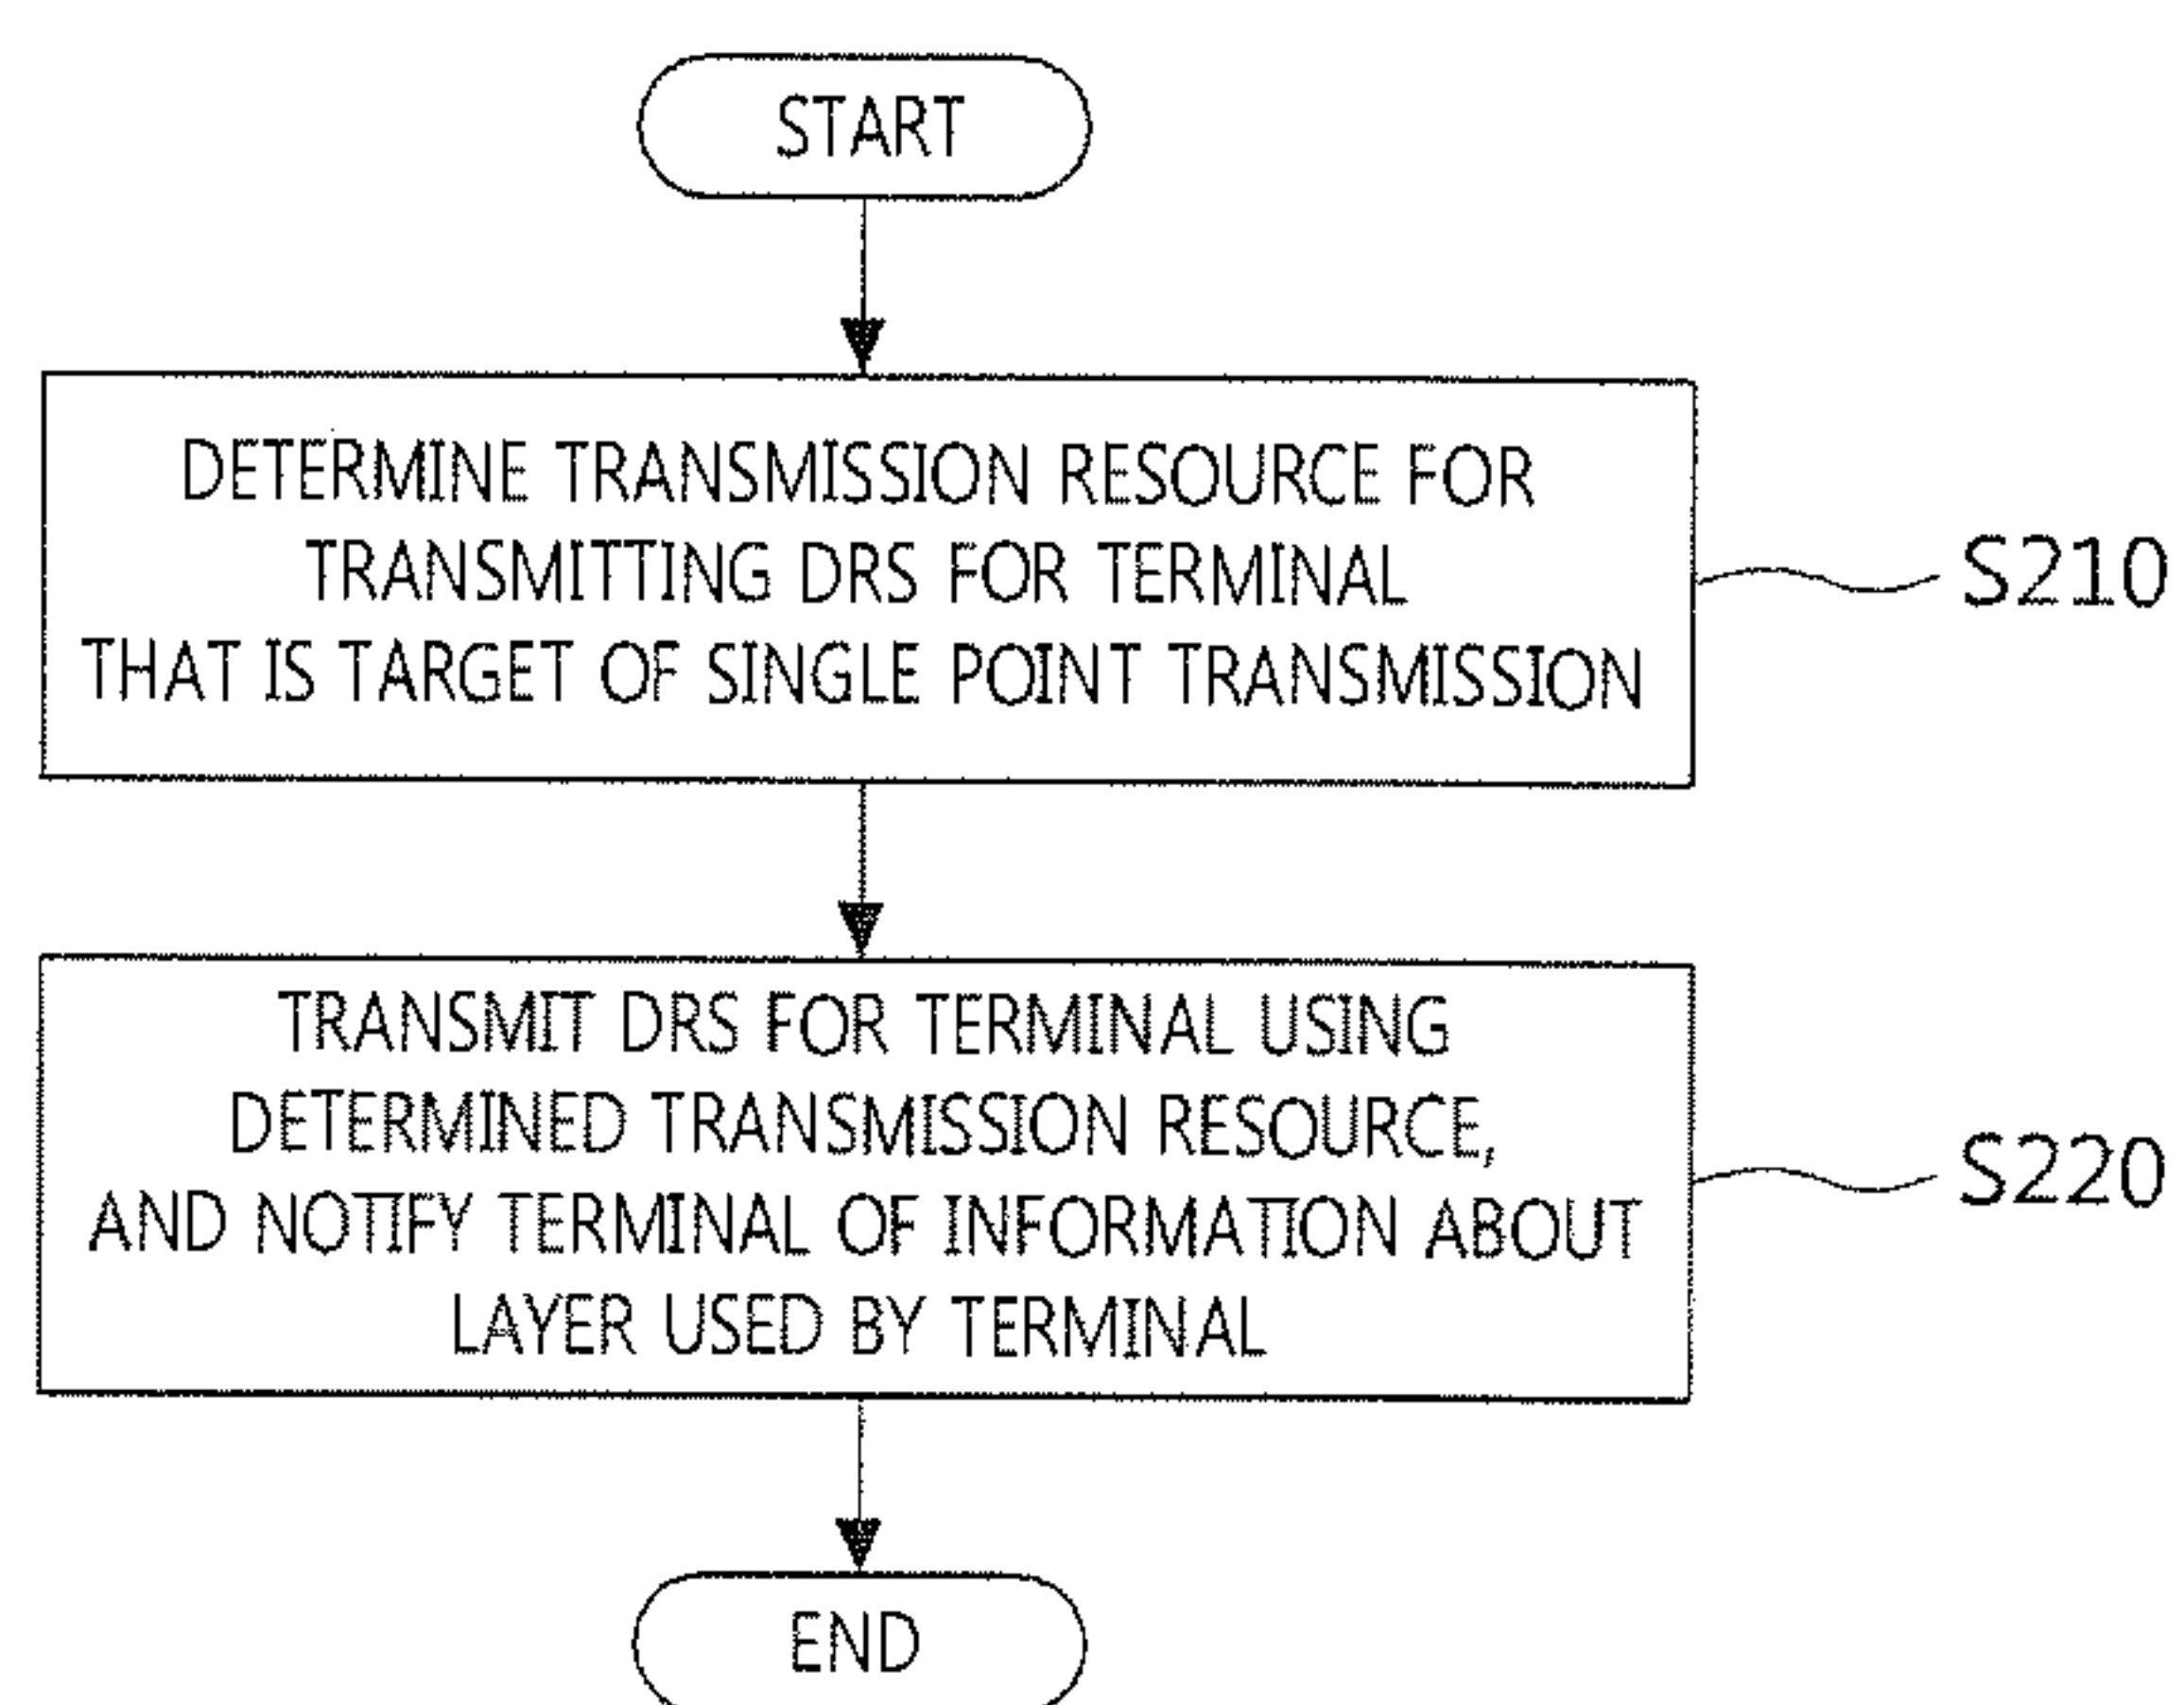 START
DETERMINE TRANSMISSION RESOURCE FOR
TRANSMITTING DRS FOR TERMINAL
THAT IS TARGET OF SINGLE POINT TRANSMISSION
S210
TRANSMIT DRS FOR TERMINAL USING
DETERMINED TRANSMISSION RESOURCE,
AND NOTIFY TERMINAL OF INFORMATION ABOUT
LAYER USED BY TERMINAL
S220
END